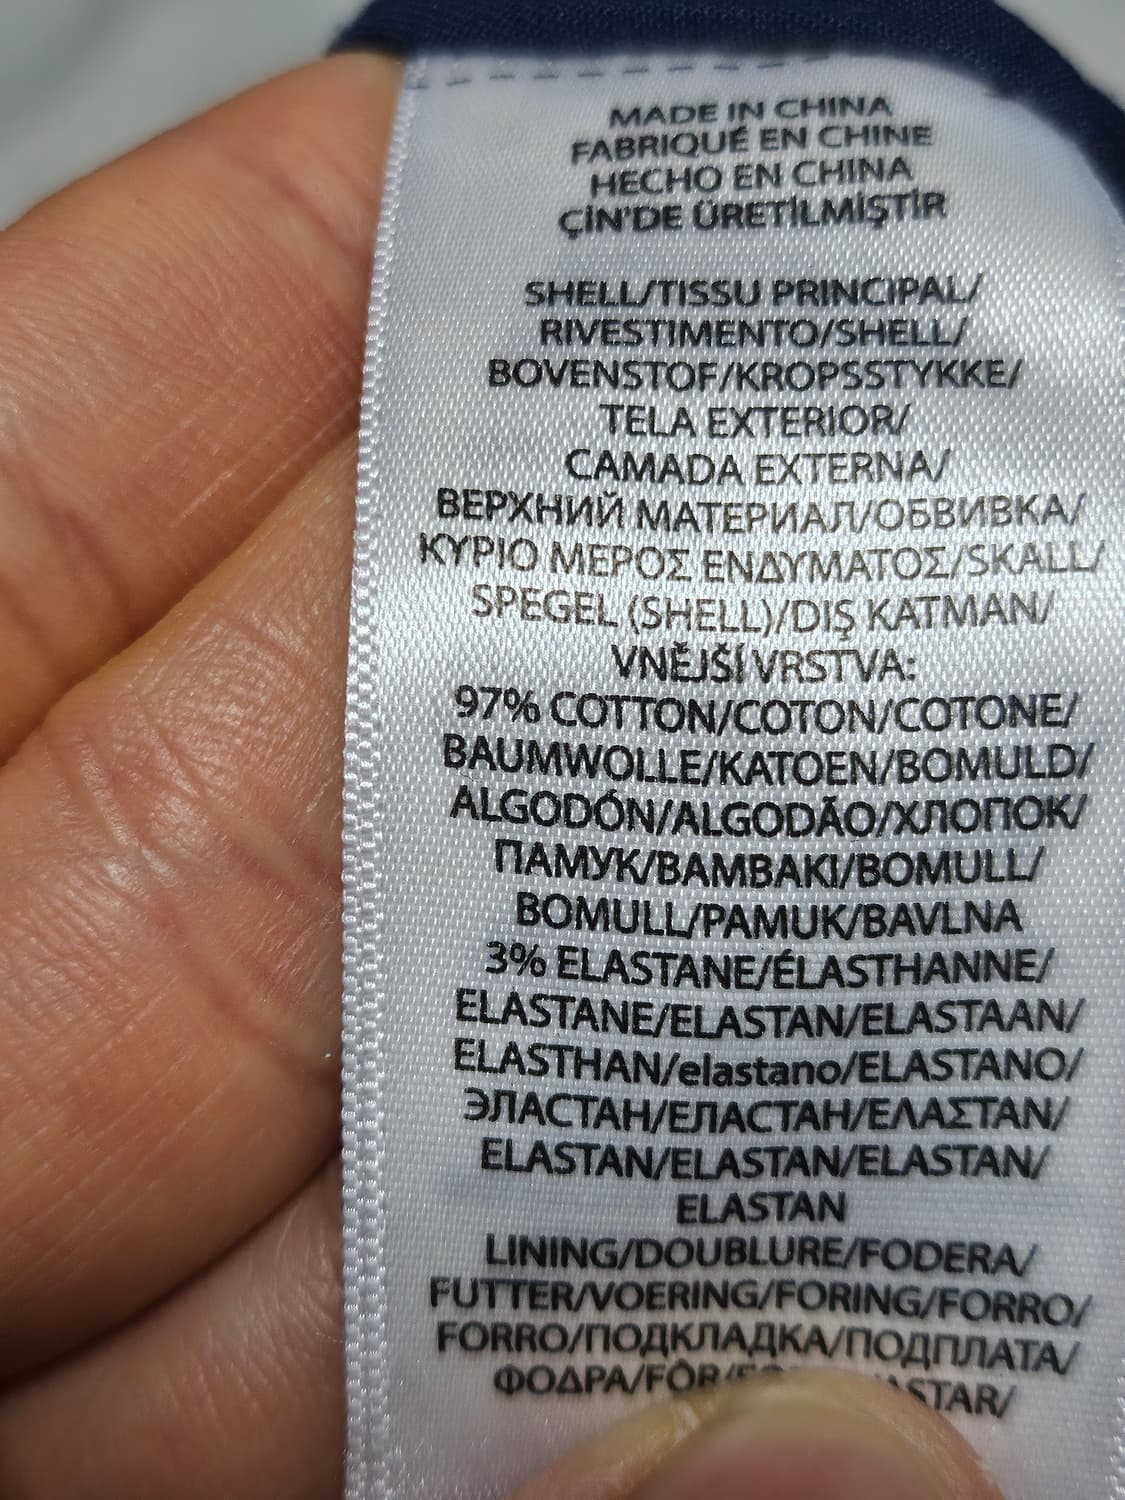 MADE IN CHINA
FABRIQUÉ EN CHINE
HECHO EN CHINA
ÇİN'DE ÜRETİLMİŞTİR
SHELL/TISSU PRINCIPAL/
RIVESTIMENTO/SHELL/
BOVENSTOF/KROPSSTYKKE/
TELA EXTERIOR/
CAMADA EXTERNA/
ВЕРХНИЙ МАТЕРИАЛ/ОБВИВКА/
ΚΥΡΙΟ ΜΕΡΟΣ ΕΝΔΥΜΑΤΟΣ/SKALL/
SPEGEL (SHELL)/DIŞ KATMAN/
VNĚJŠÍ VRSTVA:
97% COTTON/COTON/COTONE/
BAUMWOLLE/KATOEN/BOMULD/
ALGODÓN/ALGODÃO/ХЛОПОК/
ПАМУК/ΒΑΜΒΑΚΙ/BOMULL/
BOMULL/PAMUK/BAVLNA
3% ELASTANE/ÉLASTHANNE/
ELASTANE/ELASTAN/ELASTAAN/
ELASTHAN/elastano/ELASTANO/
ЭЛАСТАН/ЕЛАСТАН/ΕΛΑΣΤΑΝ/
ELASTAN/ELASTAN/ELASTAN/
ELASTAN
LINING/DOUBLURE/FODERA/
FUTTER/VOERING/FORING/FORRO/
FORRO/ПОДКЛАДКА/ПОДПЛАТА/
ΦΟΔΡΑ/FÔR/